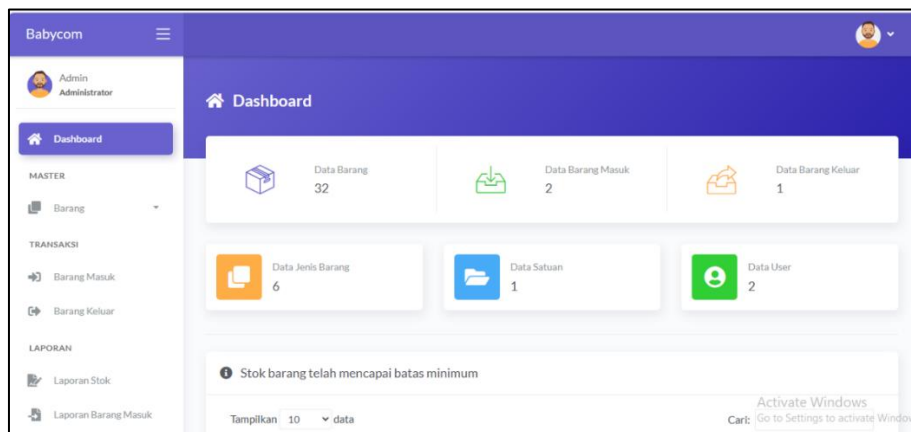 Babycom
Admin
Administrator
Dashboard
MASTER
Barang
TRANSAKSI
Barang Masuk
Barang Keluar
LAPORAN
Laporan Stok
Laporan Barang Masuk
Dashboard
Data Barang
32
Data Barang Masuk
2
Data Barang Keluar
1
Data Jenis Barang
6
Data Satuan
1
Data User
2
Stok barang telah mencapai batas minimum
Tampilkan 10 data
Cari:
Activate Windows
Go to Settings to activate Window